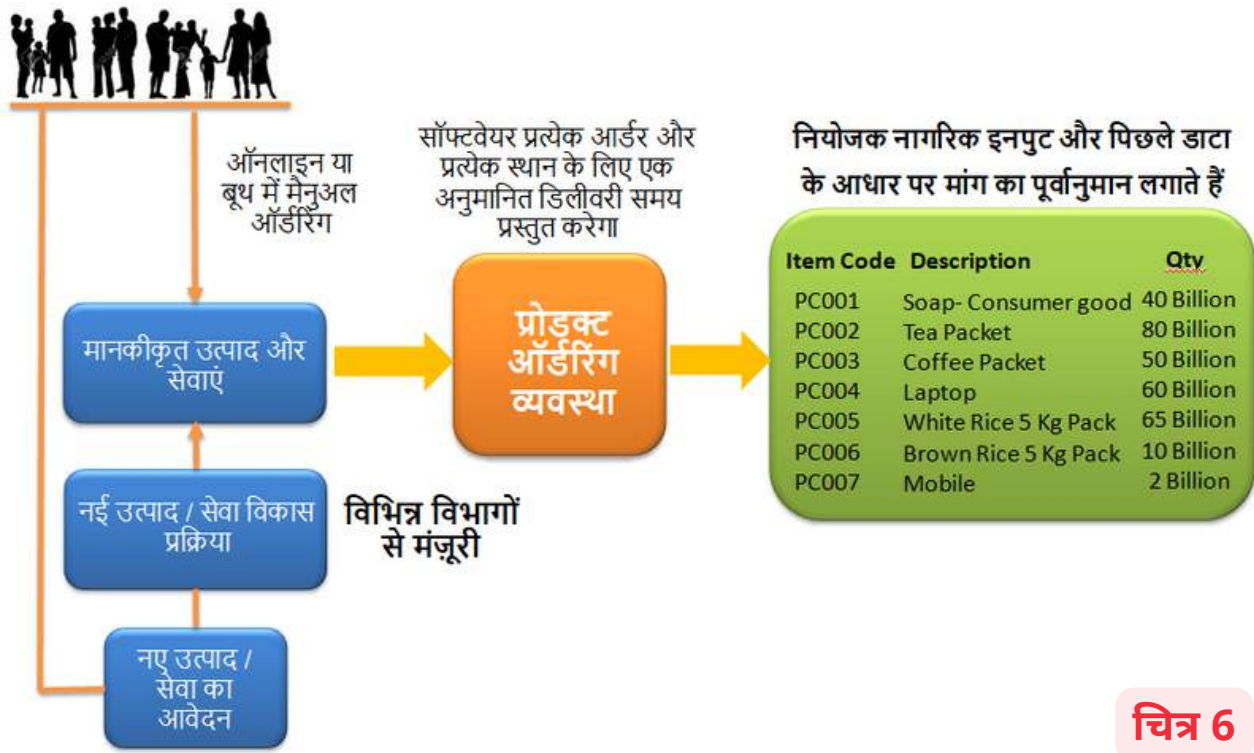 ऑनलाइन या
बूथ में मैनुअल
ऑर्डरिंग
सॉफ्टवेयर प्रत्येक आर्डर और
प्रत्येक स्थान के लिए एक
अनुमानित डिलीवरी समय
प्रस्तुत करेगा
नियोजक नागरिक इनपुट और पिछले डाटा
के आधार पर मांग का पूर्वानुमान लगाते हैं
मानकीकृत उत्पाद और
सेवाएं
प्रोडक्ट
ऑर्डरिंग
व्यवस्था
Item Code Description Qty
PC001 Soap- Consumer good 40 Billion
PC002 Tea Packet 80 Billion
PC003 Coffee Packet 50 Billion
PC004 Laptop 60 Billion
PC005 White Rice 5 Kg Pack 65 Billion
PC006 Brown Rice 5 Kg Pack 10 Billion
PC007 Mobile 2 Billion
नई उत्पाद / सेवा विकास
प्रक्रिया
विभिन्न विभागों
से मंज़ूरी
नए उत्पाद /
सेवा का
आवेदन
चित्र 6